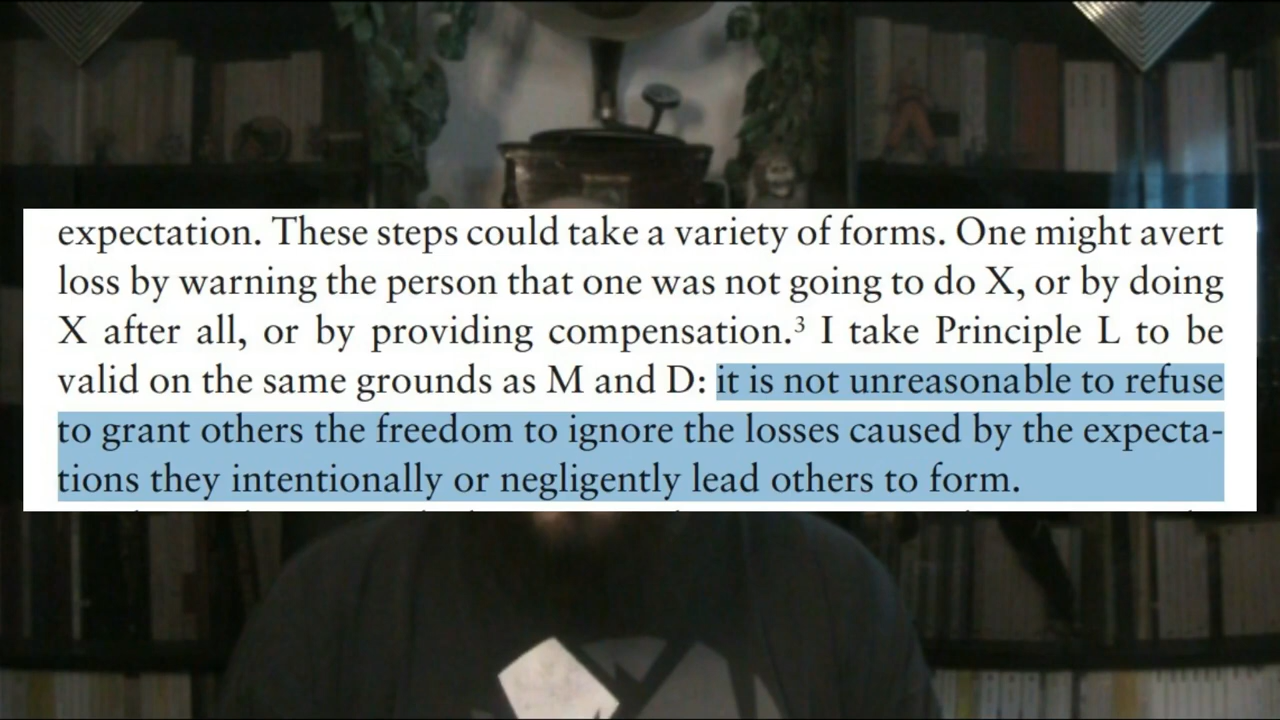 expectation. These steps could take a variety of forms. One might avert
loss by warning the person that one was not going to do X, or by doing
X after all, or by providing compensation.³ I take Principle L to be
valid on the same grounds as M and D: it is not unreasonable to refuse
to grant others the freedom to ignore the losses caused by the expecta-
tions they intentionally or negligently lead others to form.